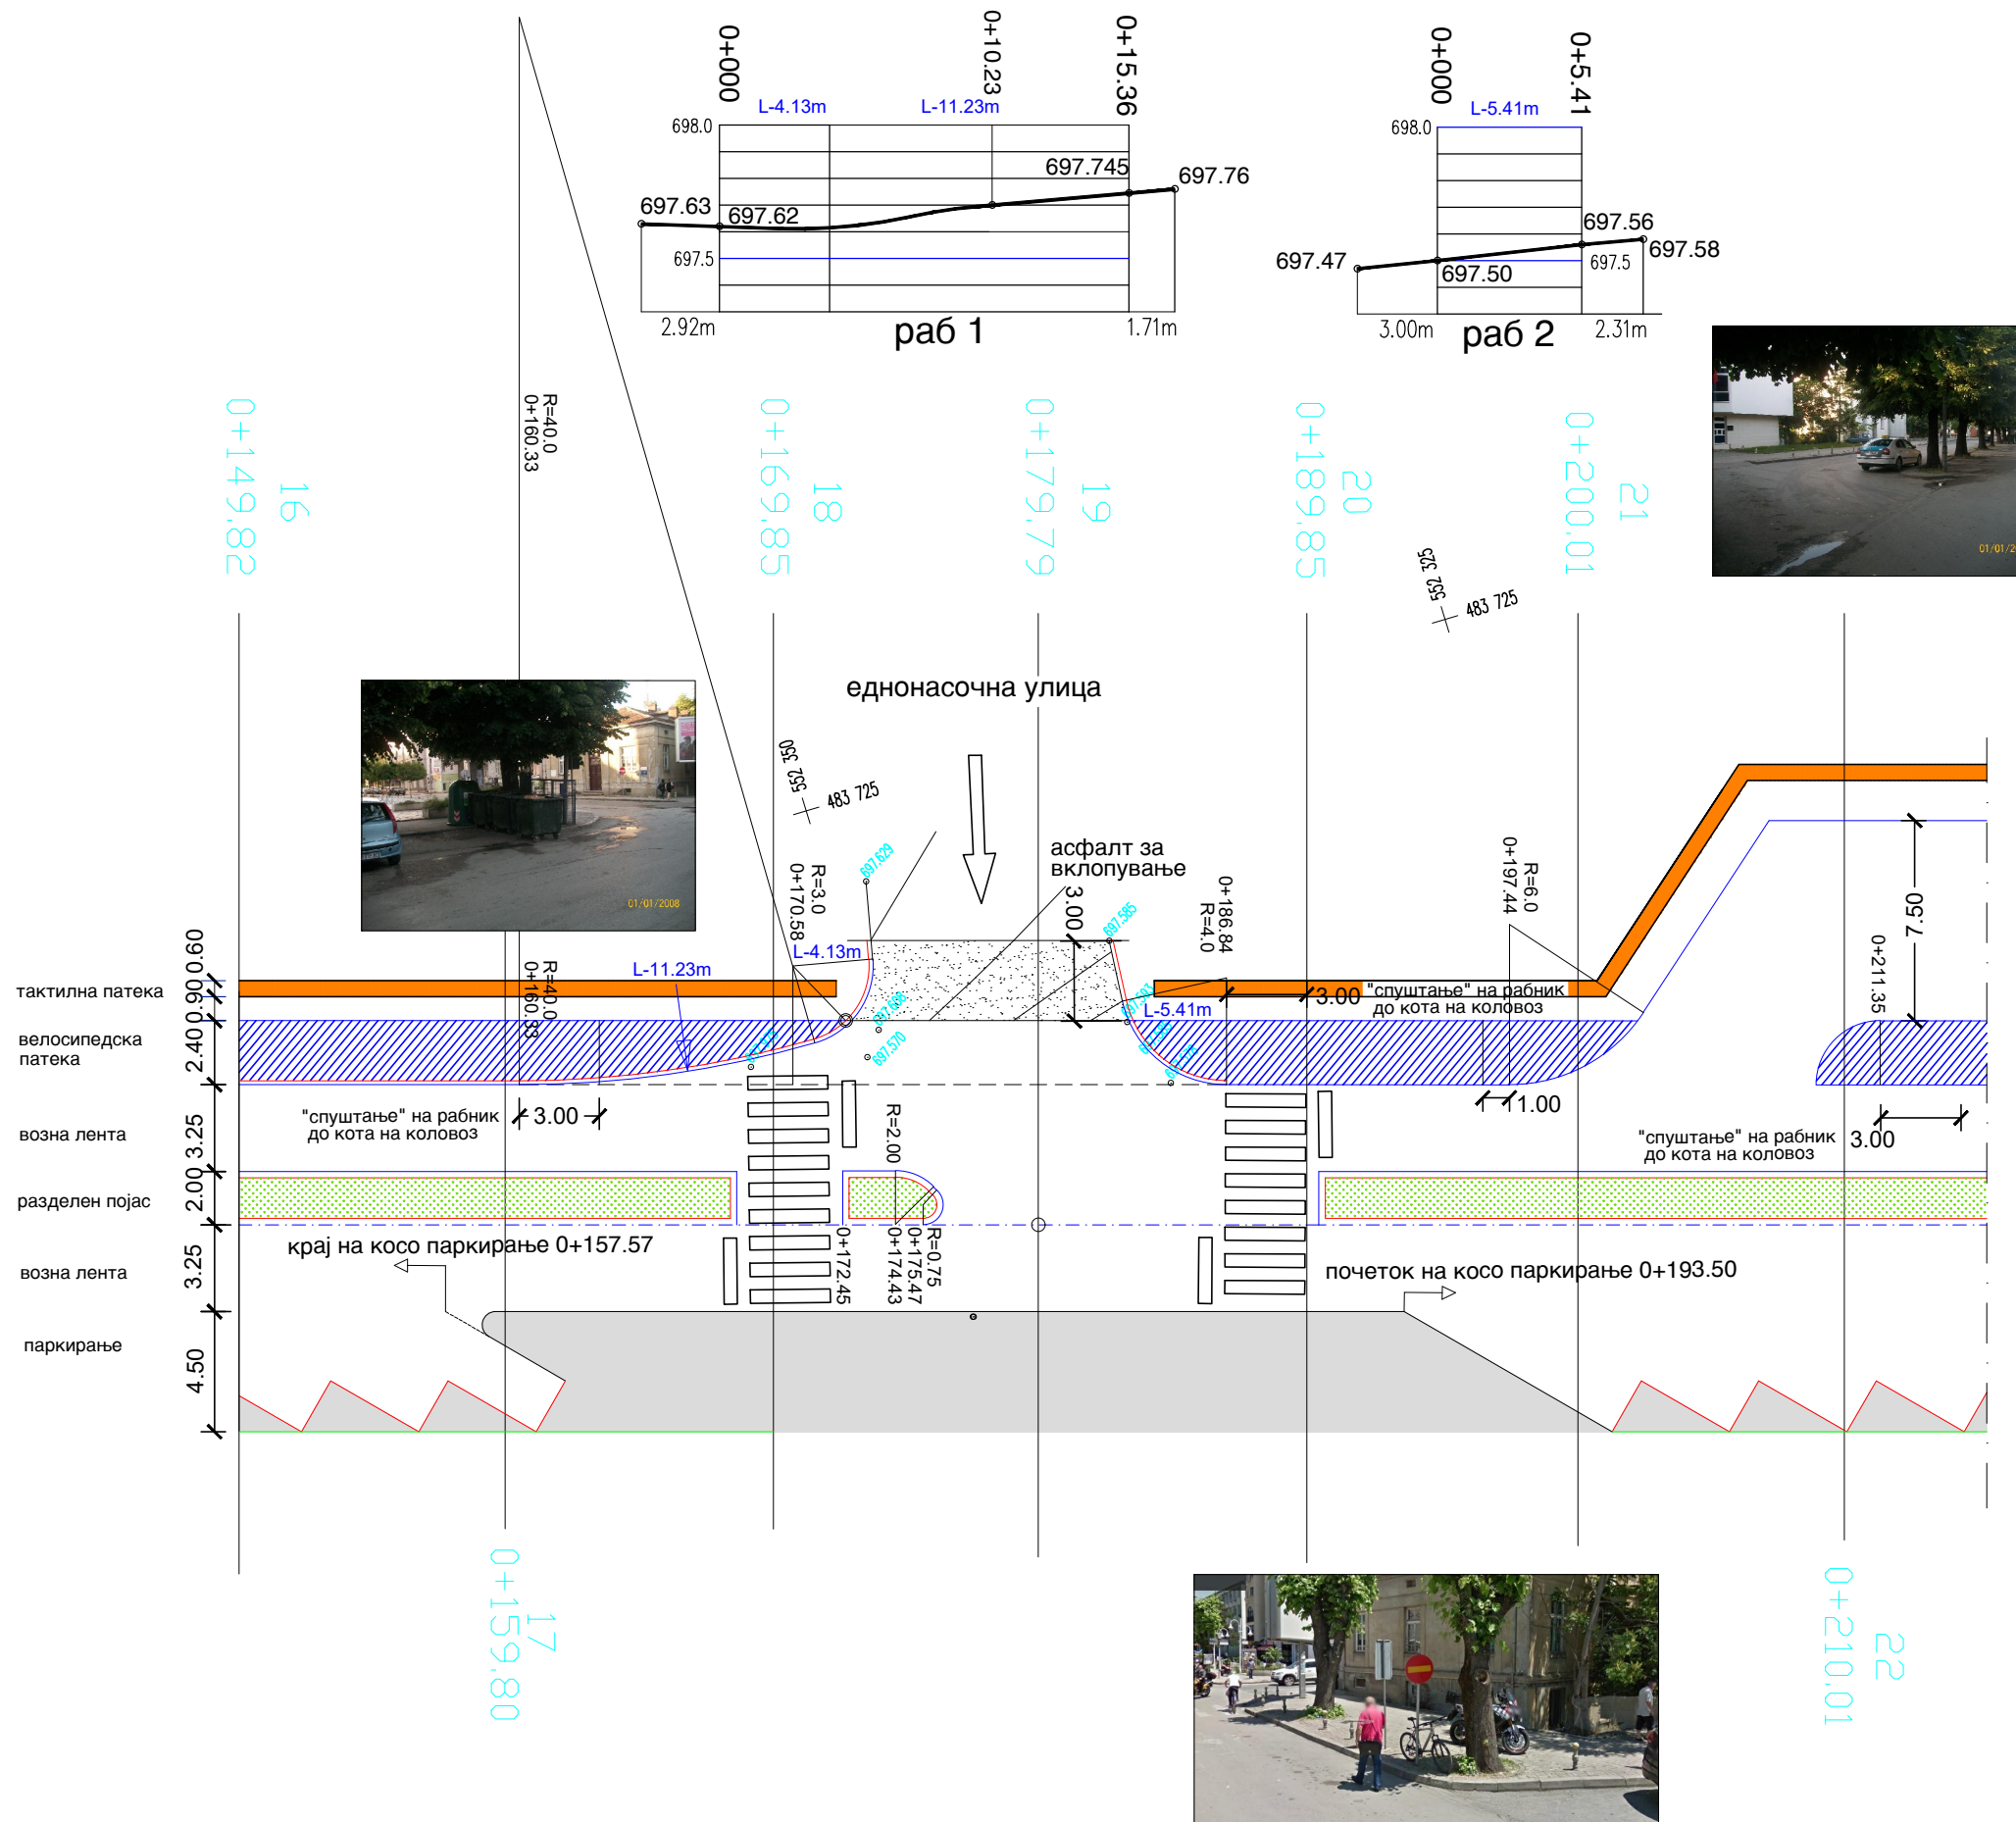 0+000
0+10.23
0+15.36
L-4.13m
L-11.23m
698.0
697.745
697.76
697.63
697.62
697.5
2.92m
раб 1
1.71m
0+000
0+5.41
L-5.41m
698.0
697.56
697.47
697.50
697.5
697.58
3.00m
раб 2
2.31m
R=40.0
0+160.33
16
0+149.82
18
0+169.85
19
0+179.79
20
0+189.85
21
0+200.01
552 325
483 725
01/01/2008
еднонасочна улица
552 350
483 725
асфалт за
вклопување
3.00
697.629
697.585
R=3.0
0+170.58
L-4.13m
0+186.84
R=4.0
R=6.0
0+197.44
7.50
0+211.35
0.60
0.90
2.40
3.25
2.00
3.25
4.50
тактилна патека
велосипедска
патека
возна лента
разделен појас
возна лента
паркирање
L-11.23m
R=40.0
0+160.33
697.570
697.593
L-5.41m
3.00
"спуштање" на рабник
до кота на коловоз
"спуштање" на рабник
до кота на коловоз
3.00
1.00
"спуштање" на рабник
до кота на коловоз
3.00
R=2.00
крај на косо паркирање 0+157.57
0+172.45
0+174.43
0+175.47
R=0.75
почеток на косо паркирање 0+193.50
17
0+159.80
22
0+210.01